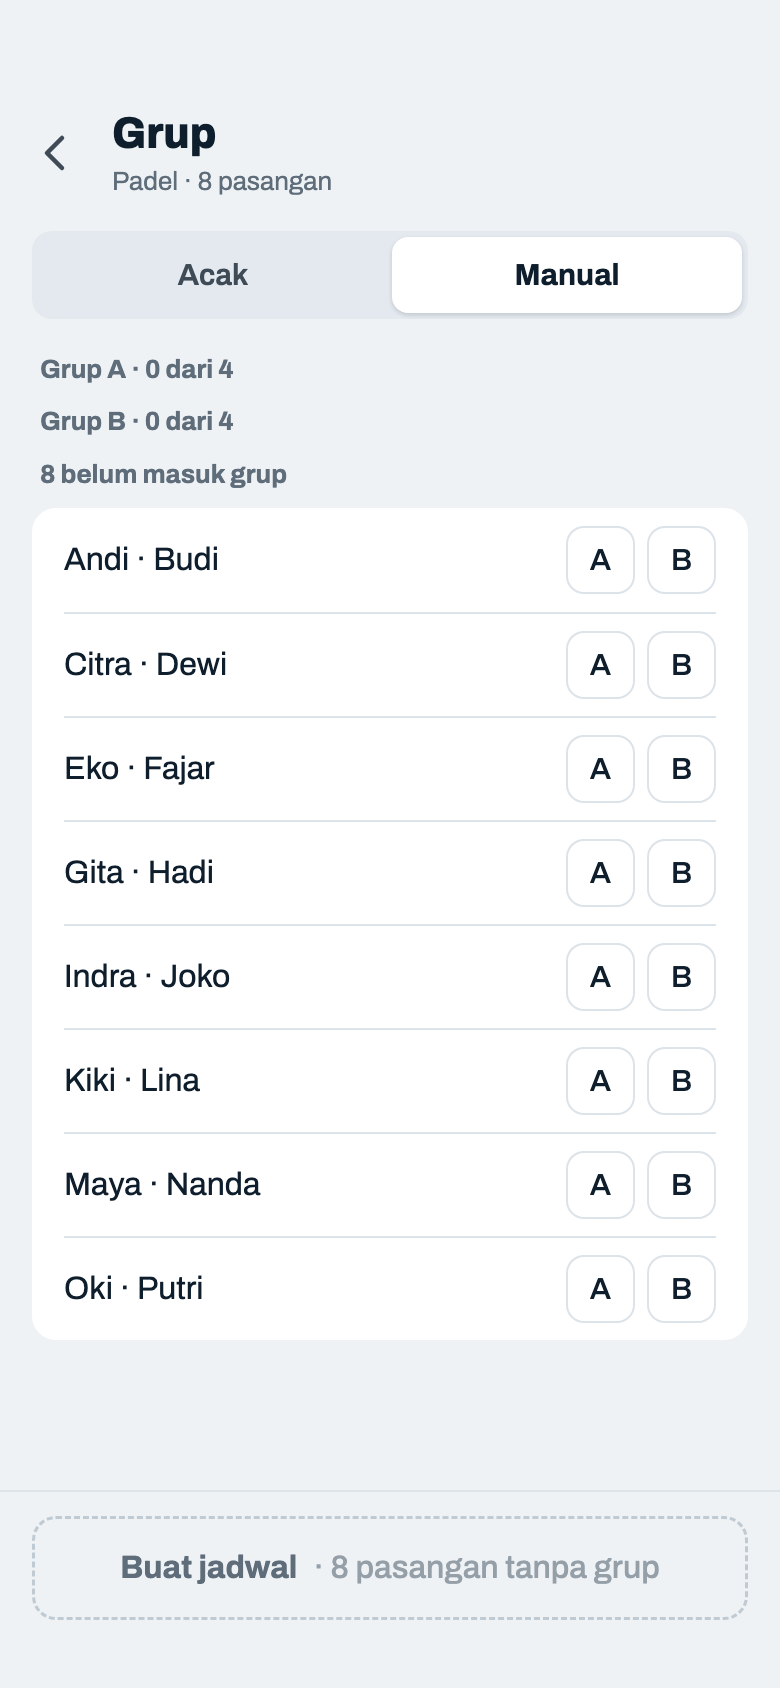 Grup
Padel · 8 pasangan
Acak Manual
Grup A · 0 dari 4
Grup B · 0 dari 4
8 belum masuk grup
Andi · Budi A B
Citra · Dewi A B
Eko · Fajar A B
Gita · Hadi A B
Indra · Joko A B
Kiki · Lina A B
Maya · Nanda A B
Oki · Putri A B
Buat jadwal · 8 pasangan tanpa grup